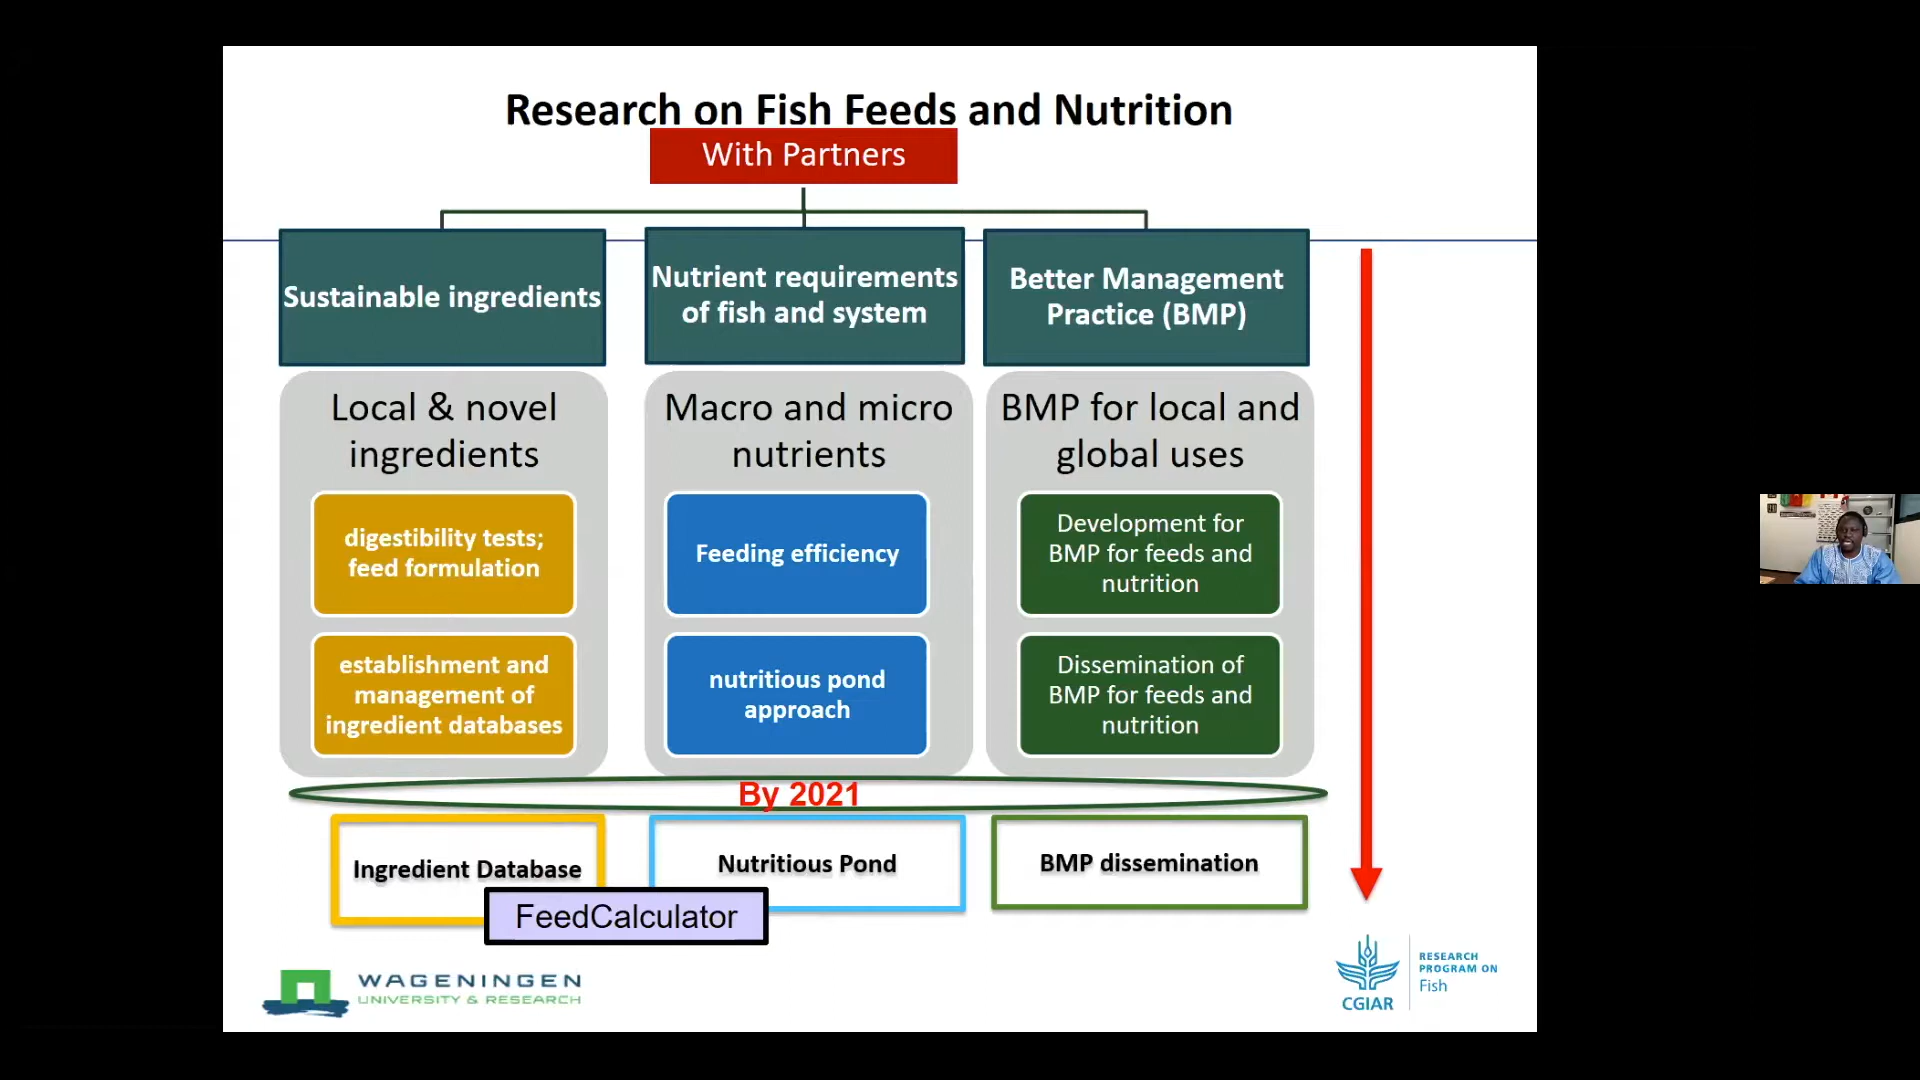 Research on Fish Feeds and Nutrition
With Partners
Sustainable ingredients
Nutrient requirements
of fish and system
Better Management
Practice (BMP)
Local & novel
ingredients
digestibility tests;
feed formulation
establishment and
management of
ingredient databases
Macro and micro
nutrients
Feeding efficiency
nutritious pond
approach
BMP for local and
global uses
Development for
BMP for feeds and
nutrition
Dissemination of
BMP for feeds and
nutrition
By 2021
Ingredient Database
Nutritious Pond
BMP dissemination
FeedCalculator
WAGENINGEN
UNIVERSITY & RESEARCH
CGIAR
RESEARCH
PROGRAM ON
Fish